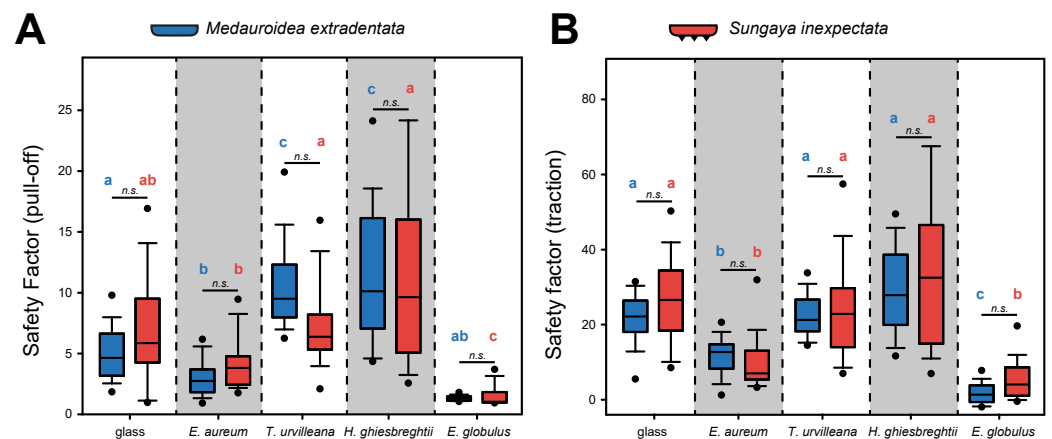 A
Medauroidea extradentata
B
Sungaya inexpectata
Safety Factor (pull-off)
25
20
15
10
5
0
a
n.s.
ab
b
n.s.
b
c
n.s.
a
c
n.s.
a
ab
n.s.
c
glass
E. aureum
T. urvilleana
H. ghiesbreghtii
E. globulus
Safety factor (traction)
80
60
40
20
0
a
n.s.
a
b
n.s.
b
a
n.s.
a
a
n.s.
a
c
n.s.
b
glass
E. aureum
T. urvilleana
H. ghiesbreghtii
E. globulus